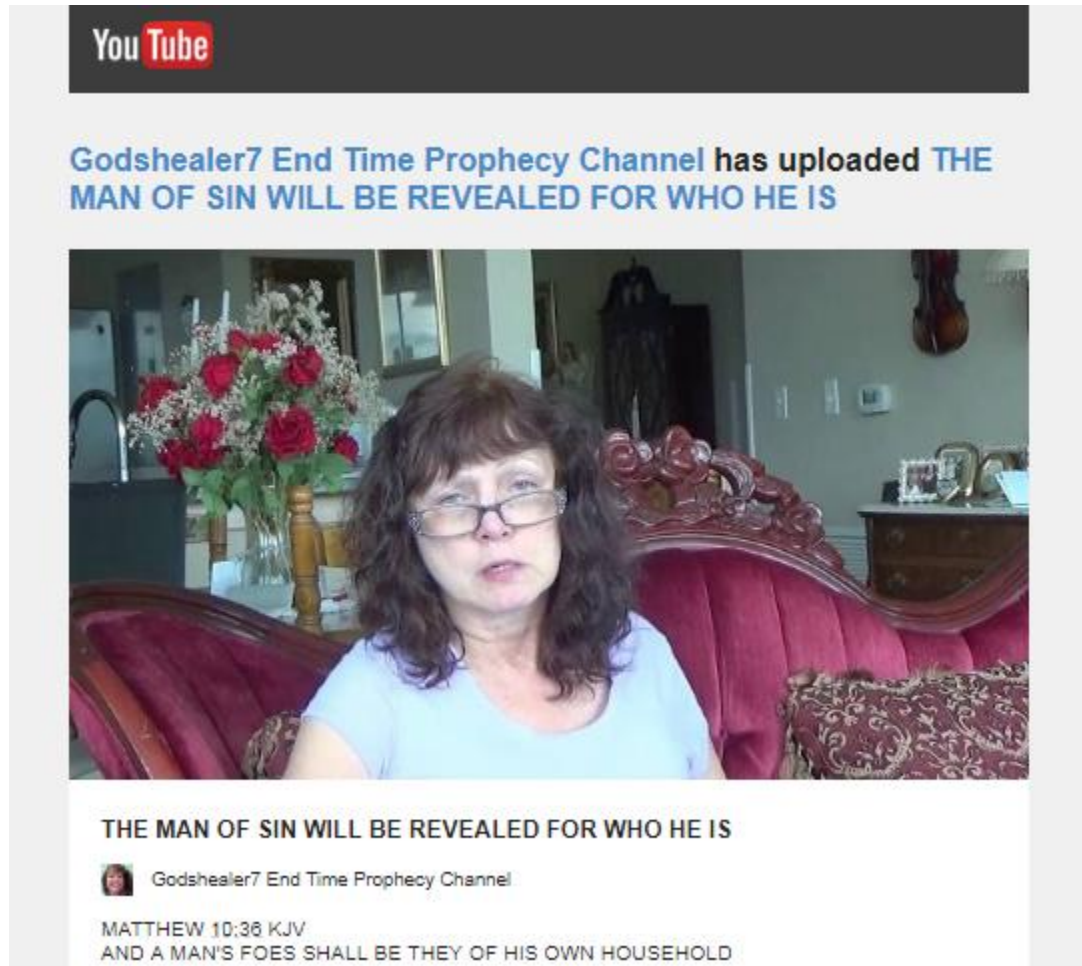 You Tube
Godshealer7 End Time Prophecy Channel has uploaded THE
MAN OF SIN WILL BE REVEALED FOR WHO HE IS
THE MAN OF SIN WILL BE REVEALED FOR WHO HE IS
Godshealer7 End Time Prophecy Channel
MATTHEW 10:36 KJV
AND A MAN'S FOES SHALL BE THEY OF HIS OWN HOUSEHOLD